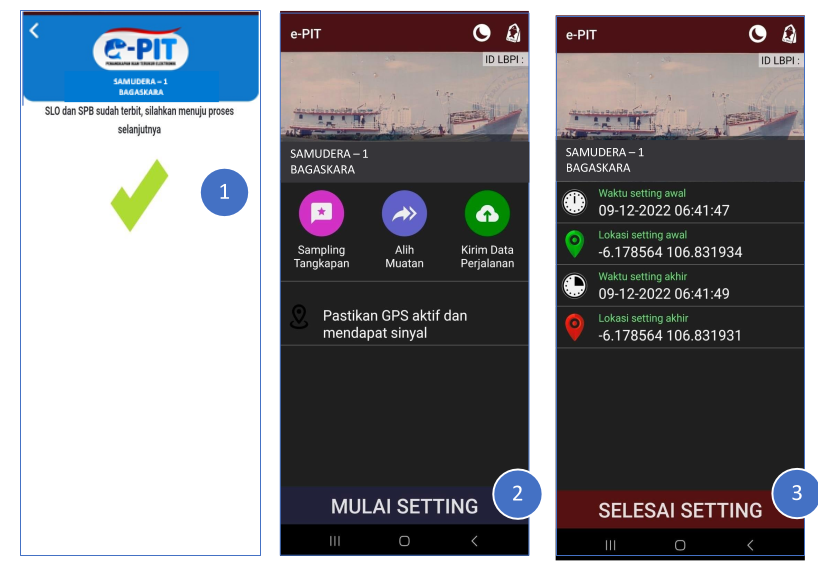 e-PIT
PENANGKAPAN IKAN TERUKUR ELEKTRONIK
SAMUDERA – 1
BAGASKARA
SLO dan SPB sudah terbit, silahkan menuju proses
selanjutnya
1
e-PIT
ID LBPI :
SAMUDERA – 1
BAGASKARA
Sampling
Tangkapan
Alih
Muatan
Kirim Data
Perjalanan
Pastikan GPS aktif dan
mendapat sinyal
MULAI SETTING
2
e-PIT
ID LBPI :
SAMUDERA – 1
BAGASKARA
Waktu setting awal
09-12-2022 06:41:47
Lokasi setting awal
-6.178564 106.831934
Waktu setting akhir
09-12-2022 06:41:49
Lokasi setting akhir
-6.178564 106.831931
SELESAI SETTING
3